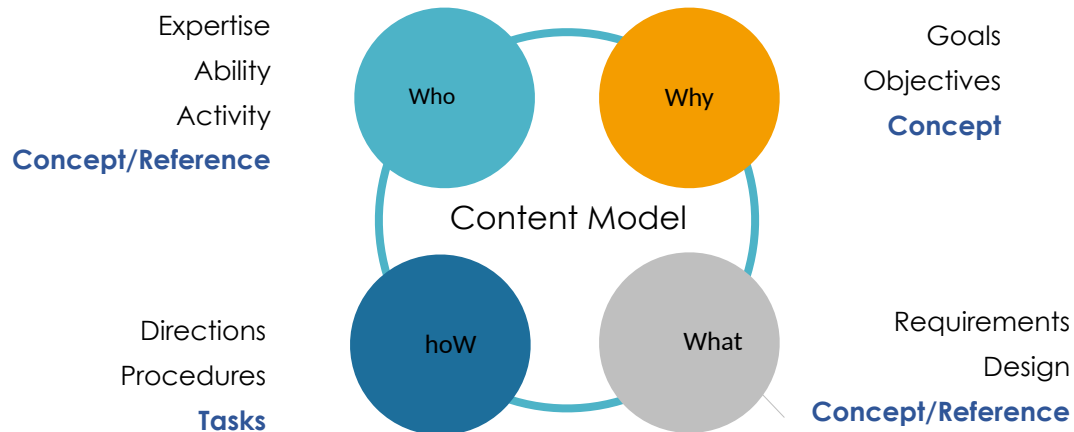 Expertise
Ability
Activity
Concept/Reference
Who
Why
Goals
Objectives
Concept
Content Model
Directions
Procedures
Tasks
hoW
What
Requirements
Design
Concept/Reference